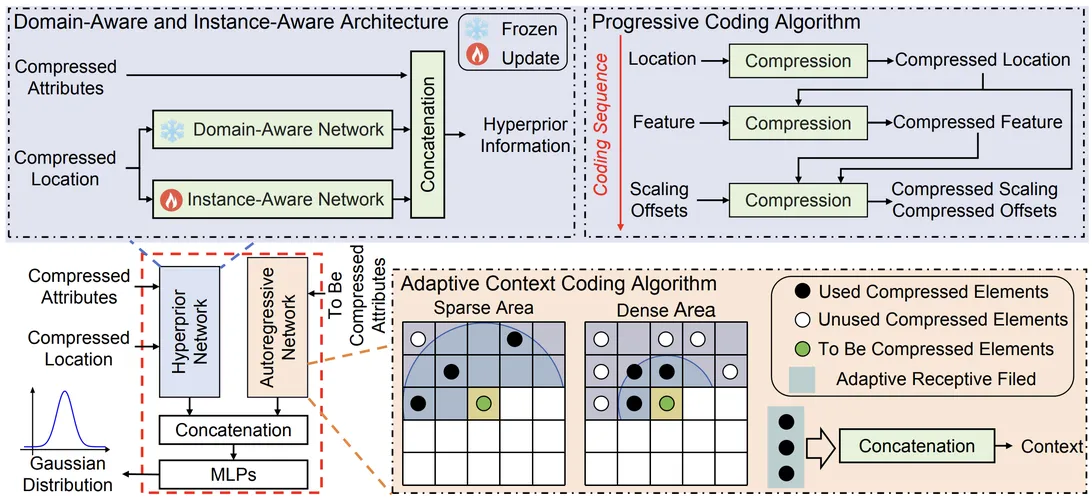 Domain-Aware and Instance-Aware Architecture
Frozen
Update
Compressed
Attributes
Domain-Aware Network
Compressed
Location
Instance-Aware Network
Concatenation
Hyperprior
Information
Progressive Coding Algorithm
Coding Sequence
Location
Compression
Compressed Location
Feature
Compression
Compressed Feature
Scaling
Offsets
Compression
Compressed Scaling
Compressed Offsets
Compressed
Attributes
Compressed
Location
Hyperprior
Network
Autoregressive
Network
To Be
Compressed
Attributes
Concatenation
MLPs
Gaussian
Distribution
Adaptive Context Coding Algorithm
Sparse Area
Dense Area
Used Compressed Elements
Unused Compressed Elements
To Be Compressed Elements
Adaptive Receptive Filed
Concatenation
Context